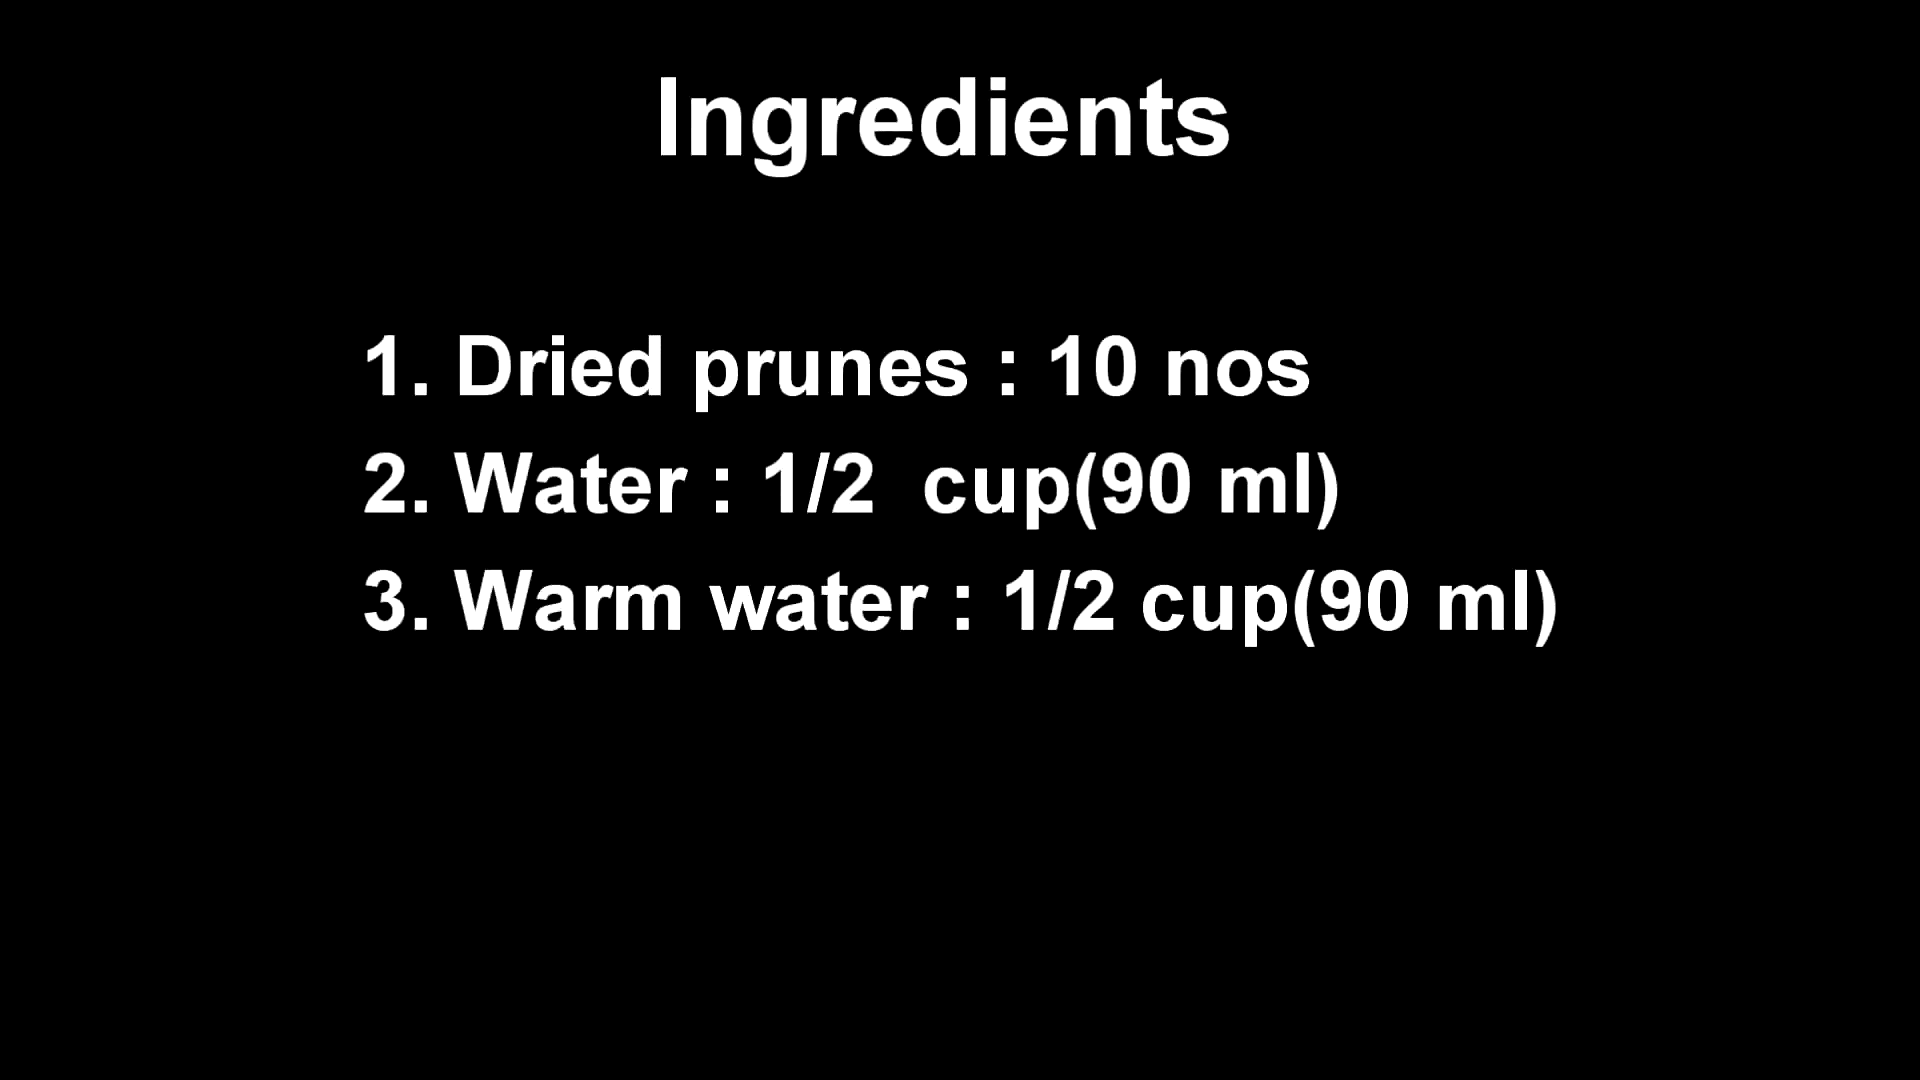 Ingredients
1. Dried prunes : 10 nos
2. Water : 1/2  cup(90 ml)
3. Warm water : 1/2 cup(90 ml)